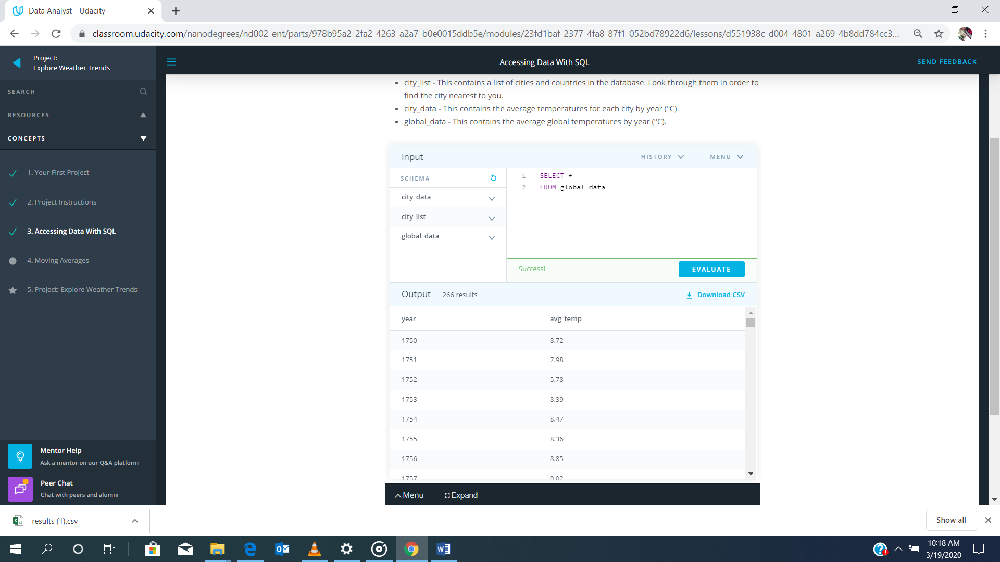 Data Analyst - Udacity
classroom.udacity.com/nanodegrees/nd002-ent/parts/978b95a2-2fa2-4263-a2a7-b0e0015ddb5e/modules/23fd1baf-2377-4fa8-87f1-052bd78922d6/lessons/d551938c-d004-4801-a269-4b8dd784cc3...
Project:
Explore Weather Trends
Accessing Data With SQL
SEND FEEDBACK
SEARCH
RESOURCES
CONCEPTS
1. Your First Project
2. Project Instructions
3. Accessing Data With SQL
4. Moving Averages
5. Project: Explore Weather Trends
Mentor Help
Ask a mentor on our Q&A platform
Peer Chat
Chat with peers and alumni
city_list - This contains a list of cities and countries in the database. Look through them in order to
find the city nearest to you.
city_data - This contains the average temperatures for each city by year (ºC).
global_data - This contains the average global temperatures by year (ºC).
Input
HISTORY
MENU
SCHEMA
city_data
city_list
global_data
1 SELECT *
2 FROM global_data
Success!
EVALUATE
Output 266 results
Download CSV
year avg_temp
1750 8.72
1751 7.98
1752 5.78
1753 8.39
1754 8.47
1755 8.36
1756 8.85
1757 9.02
Menu
Expand
results (1).csv
Show all
10:18 AM
3/19/2020